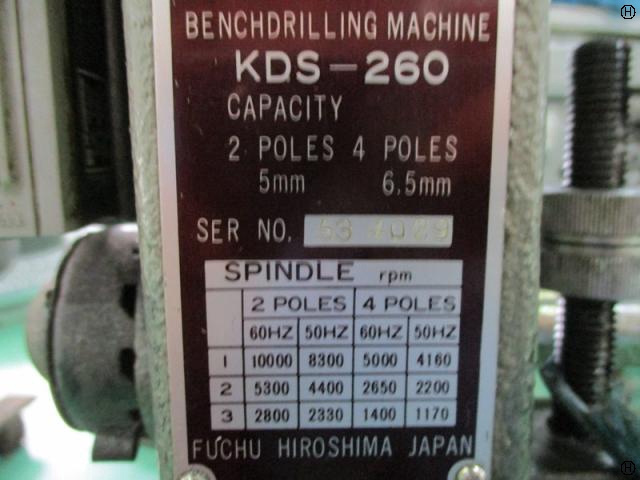 BENCHDRILLING MACHINE
KDS-260
CAPACITY
2 POLES 4 POLES
5mm 6.5mm
SER NO.
SPINDLE rpm
2 POLES 4 POLES
60HZ 50HZ 60HZ 50HZ
1 10000 8300 5000 4160
2 5300 4400 2650 2200
3 2800 2330 1400 1170
FUCHU HIROSHIMA JAPAN